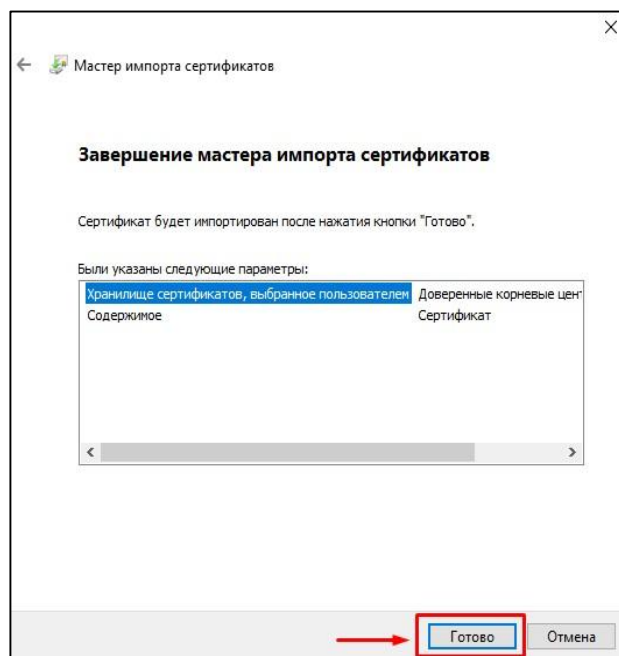 Мастер импорта сертификатов
Завершение мастера импорта сертификатов
Сертификат будет импортирован после нажатия кнопки "Готово".
Были указаны следующие параметры:
Хранилище сертификатов, выбранное пользователем Доверенные корневые цен
Содержимое Сертификат
Готово Отмена